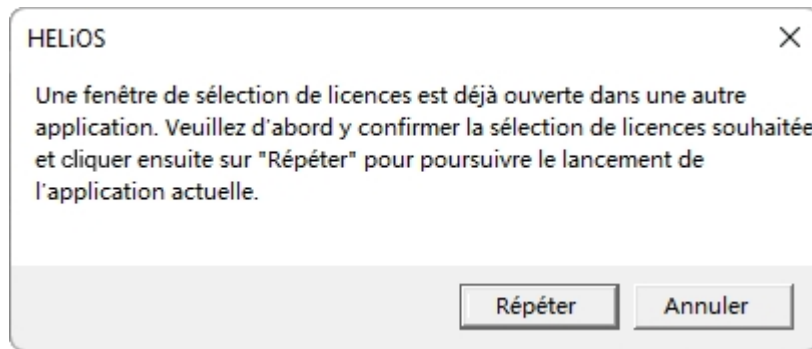 HELiOS
Une fenêtre de sélection de licences est déjà ouverte dans une autre
application. Veuillez d'abord y confirmer la sélection de licences souhaitée
et cliquer ensuite sur "Répéter" pour poursuivre le lancement de
l'application actuelle.
Répéter
Annuler